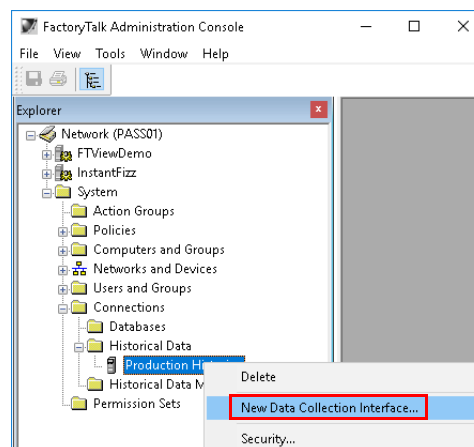 FactoryTalk Administration Console
File View Tools Window Help
Explorer
Network (PASS01)
FTViewDemo
InstantFizz
System
Action Groups
Policies
Computers and Groups
Networks and Devices
Users and Groups
Connections
Databases
Historical Data
Production
Delete
Historical Data
New Data Collection Interface...
Permission Sets
Security...